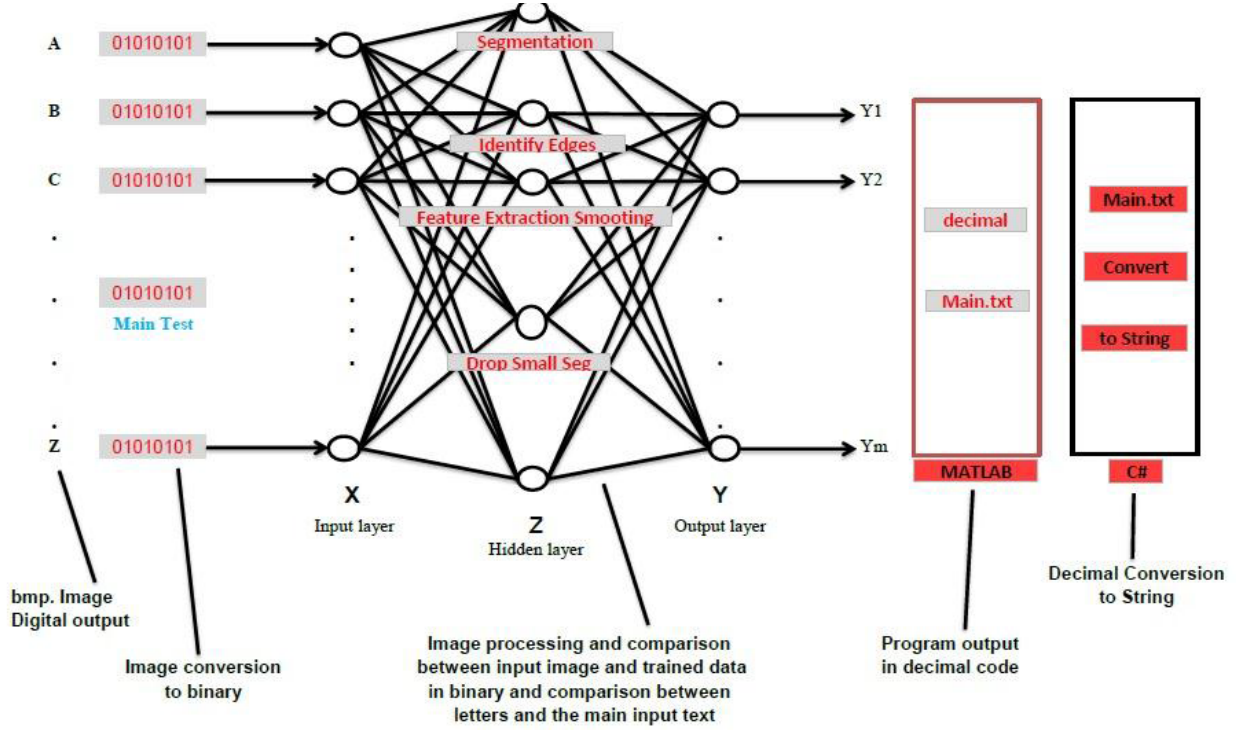 A 01010101
Segmentation
B 01010101
Y1
Identify Edges
C 01010101
Y2
Feature Extraction Smooting
decimal
Main.txt
01010101
Main Test
Main.txt
Convert
to String
Drop Small Seg
Z 01010101
Ym
MATLAB
C#
X
Input layer
Z
Hidden layer
Y
Output layer
bmp. Image
Digital output
Image conversion
to binary
Image processing and comparison
between input image and trained data
in binary and comparison between
letters and the main input text
Program output
in decimal code
Decimal Conversion
to String